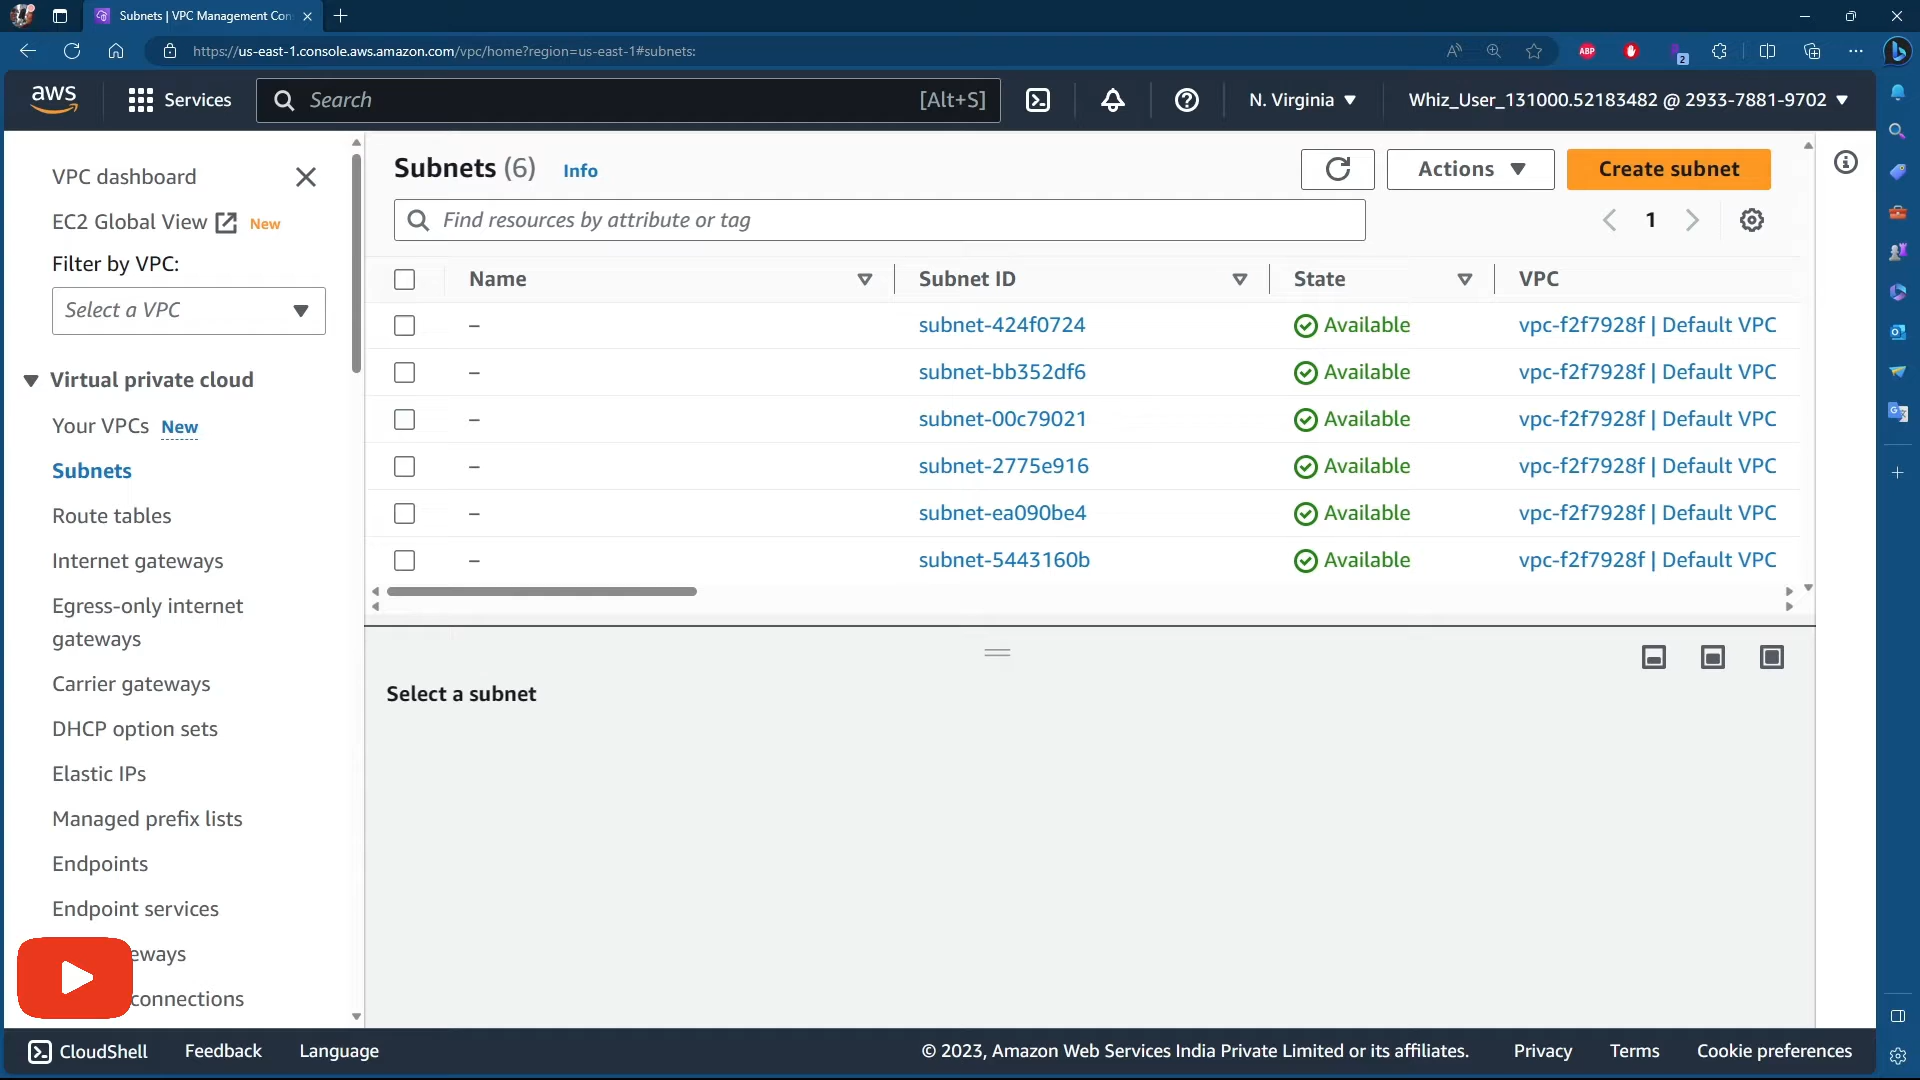 Subnets | VPC Management Con
https://us-east-1.console.aws.amazon.com/vpc/home?region=us-east-1#subnets:
A
ABP
2
aws
Services
Search
[Alt+S]
N. Virginia
Whiz_User_131000.52183482 @ 2933-7881-9702
VPC dashboard
EC2 Global View
New
Filter by VPC:
Select a VPC
Virtual private cloud
Your VPCs New
Subnets
Route tables
Internet gateways
Egress-only internet
gateways
Carrier gateways
DHCP option sets
Elastic IPs
Managed prefix lists
Endpoints
Endpoint services
eways
connections
Subnets (6) Info
Actions
Create subnet
Find resources by attribute or tag
1
Name Subnet ID State VPC
– subnet-424f0724 Available vpc-f2f7928f | Default VPC
– subnet-bb352df6 Available vpc-f2f7928f | Default VPC
– subnet-00c79021 Available vpc-f2f7928f | Default VPC
– subnet-2775e916 Available vpc-f2f7928f | Default VPC
– subnet-ea090be4 Available vpc-f2f7928f | Default VPC
– subnet-5443160b Available vpc-f2f7928f | Default VPC
Select a subnet
CloudShell Feedback Language
© 2023, Amazon Web Services India Private Limited or its affiliates. Privacy Terms Cookie preferences